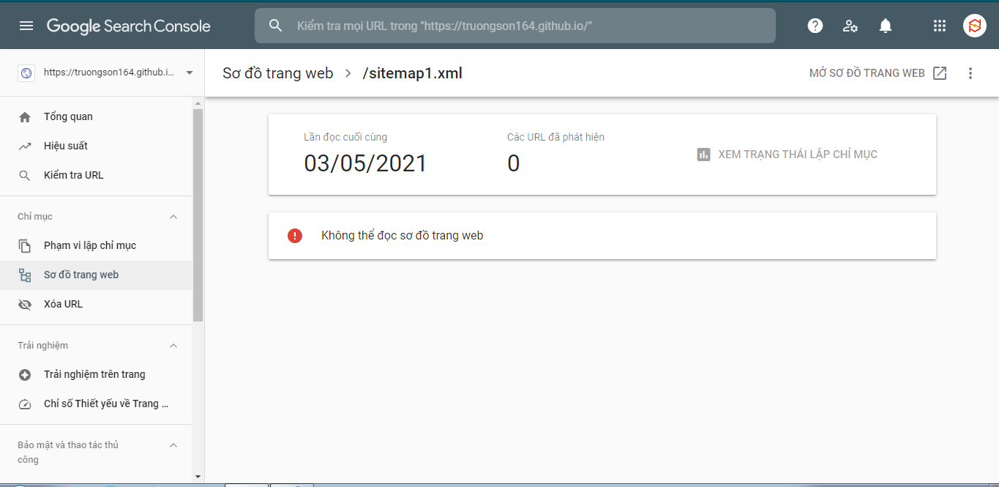 Google Search Console
Kiểm tra mọi URL trong "https://truongson164.github.io/"
https://truongson164.github.i...
Sơ đồ trang web > /sitemap1.xml
MỞ SƠ ĐỒ TRANG WEB
Tổng quan
Hiệu suất
Kiểm tra URL
Chỉ mục
Phạm vi lập chỉ mục
Sơ đồ trang web
Xóa URL
Trải nghiệm
Trải nghiệm trên trang
Chỉ số Thiết yếu về Trang ...
Bảo mật và thao tác thủ
công
Lần đọc cuối cùng
03/05/2021
Các URL đã phát hiện
0
XEM TRẠNG THÁI LẬP CHỈ MỤC
Không thể đọc sơ đồ trang web